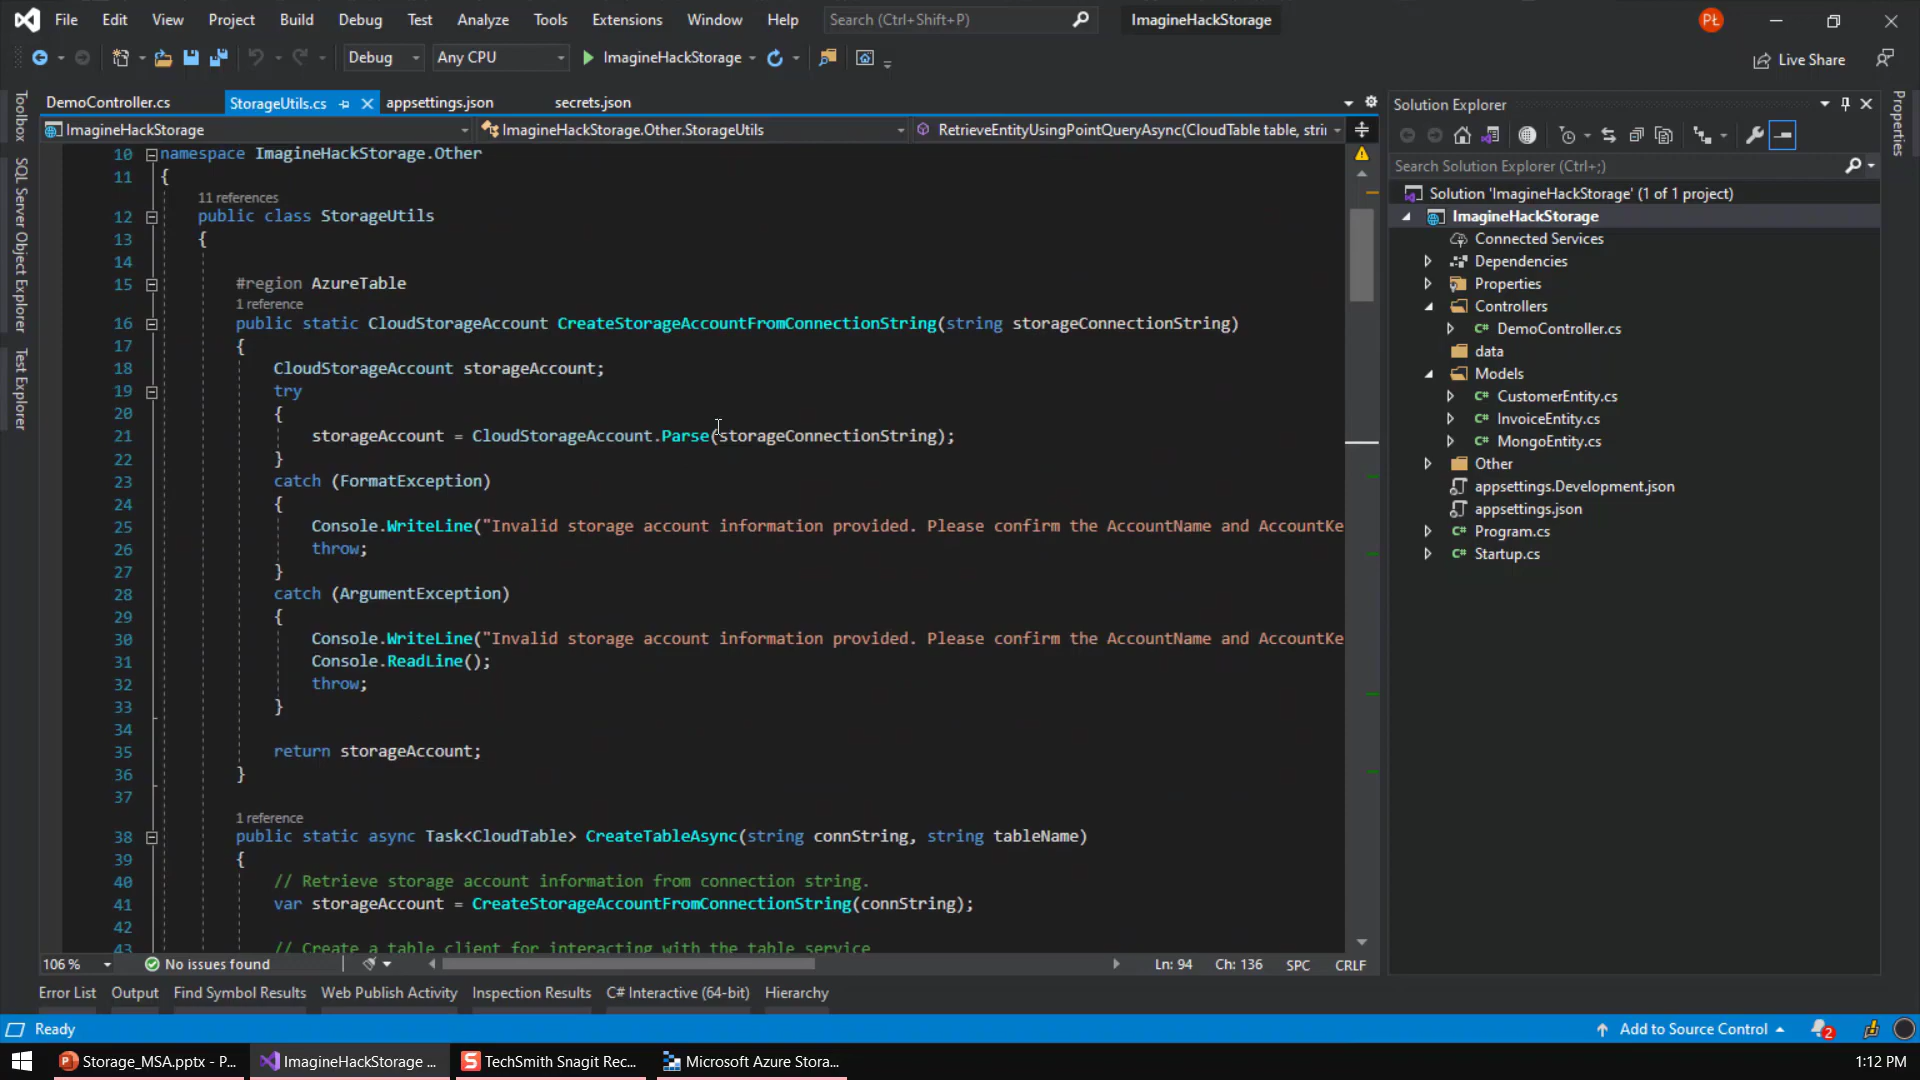 File Edit View Project Build Debug Test Analyze Tools Extensions Window Help Search (Ctrl+Shift+P) ImagineHackStorage PŁ
Debug Any CPU ImagineHackStorage Live Share
DemoController.cs StorageUtils.cs appsettings.json secrets.json
ImagineHackStorage ImagineHackStorage.Other.StorageUtils RetrieveEntityUsingPointQueryAsync(CloudTable table, stri
Toolbox
SQL Server Object Explorer
Test Explorer
10 namespace ImagineHackStorage.Other
11 {
11 references
12 public class StorageUtils
13 {
14
15 #region AzureTable
1 reference
16 public static CloudStorageAccount CreateStorageAccountFromConnectionString(string storageConnectionString)
17 {
18 CloudStorageAccount storageAccount;
19 try
20 {
21 storageAccount = CloudStorageAccount.Parse(storageConnectionString);
22 }
23 catch (FormatException)
24 {
25 Console.WriteLine("Invalid storage account information provided. Please confirm the AccountName and AccountKe
26 throw;
27 }
28 catch (ArgumentException)
29 {
30 Console.WriteLine("Invalid storage account information provided. Please confirm the AccountName and AccountKe
31 Console.ReadLine();
32 throw;
33 }
34
35 return storageAccount;
36 }
37
1 reference
38 public static async Task<CloudTable> CreateTableAsync(string connString, string tableName)
39 {
40 // Retrieve storage account information from connection string.
41 var storageAccount = CreateStorageAccountFromConnectionString(connString);
42
43 // Create a table client for interacting with the table service
106 % No issues found Ln: 94 Ch: 136 SPC CRLF
Solution Explorer
Search Solution Explorer (Ctrl+;)
Solution 'ImagineHackStorage' (1 of 1 project)
ImagineHackStorage
Connected Services
Dependencies
Properties
Controllers
C# DemoController.cs
data
Models
C# CustomerEntity.cs
C# InvoiceEntity.cs
C# MongoEntity.cs
Other
appsettings.Development.json
appsettings.json
C# Program.cs
C# Startup.cs
Properties
Error List Output Find Symbol Results Web Publish Activity Inspection Results C# Interactive (64-bit) Hierarchy
Ready Add to Source Control 2
Storage_MSA.pptx - P... ImagineHackStorage ... TechSmith Snagit Rec... Microsoft Azure Stora... 1:12 PM